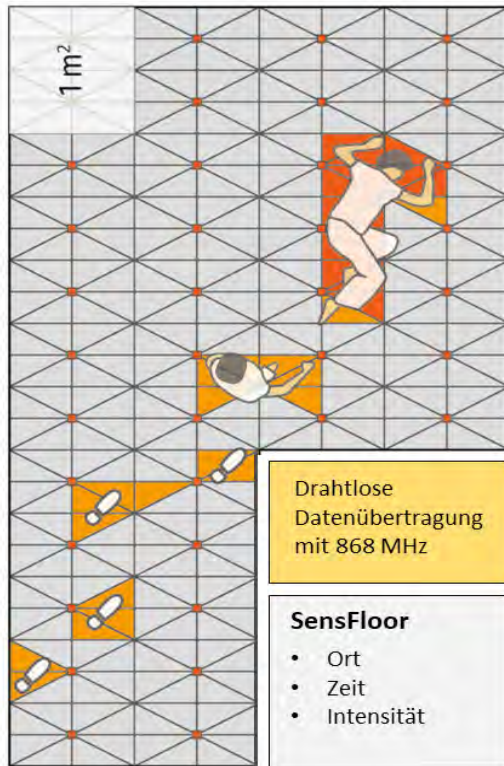 1 m²
Drahtlose
Datenübertragung
mit 868 MHz
SensFloor
• Ort
• Zeit
• Intensität